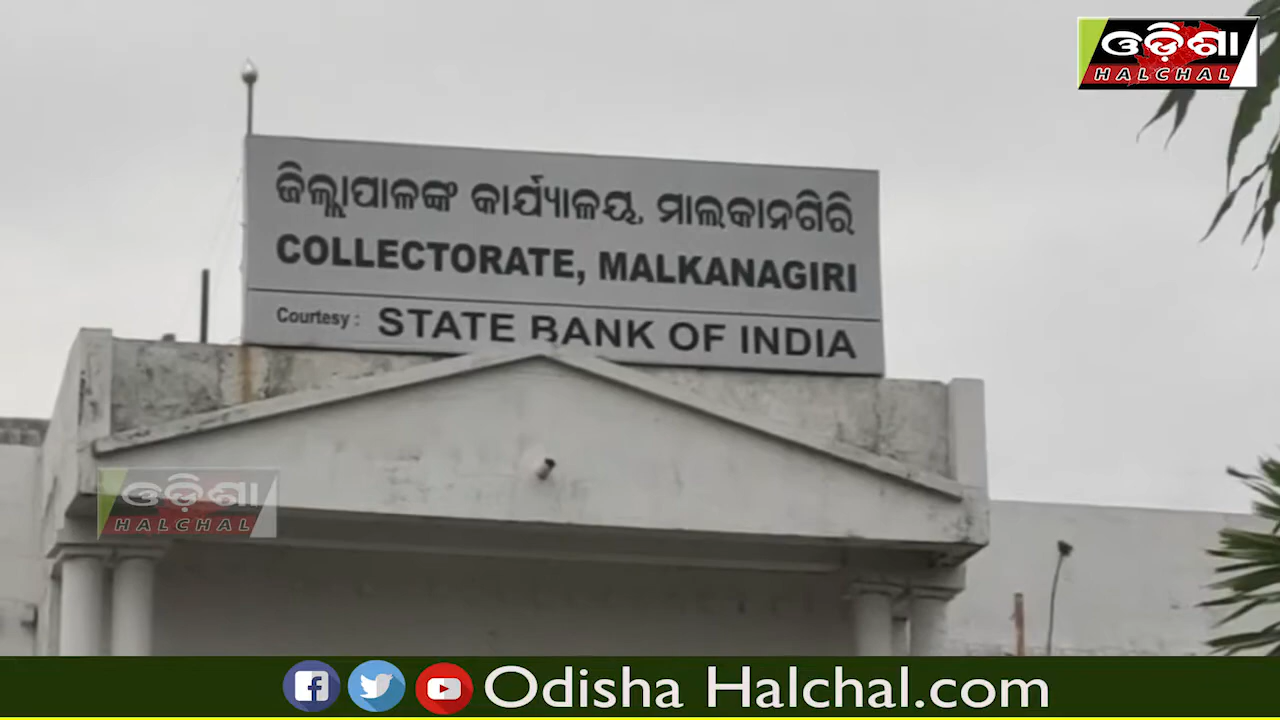 ଓଡ଼ିଶା
HALCHAL
ଜିଲ୍ଲାପାଳଙ୍କ କାର୍ଯ୍ୟାଳୟ, ମାଲକାନଗିରି
COLLECTORATE, MALKANAGIRI
Courtesy : STATE BANK OF INDIA
ଓଡ଼ିଶା
HALCHAL
Odisha Halchal.com